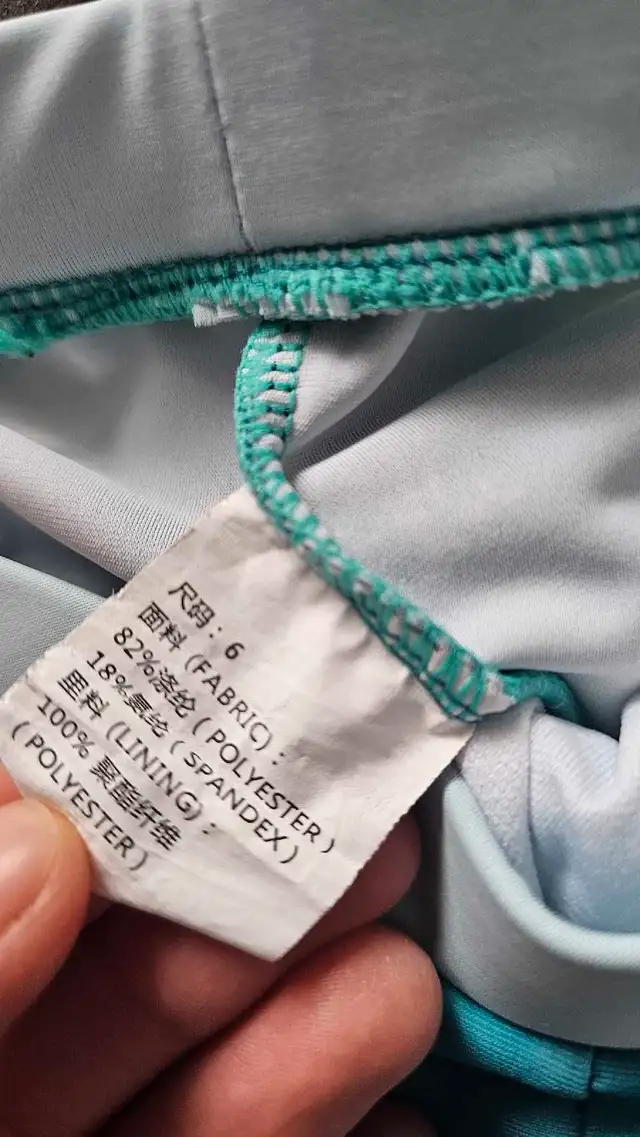 尺码：6
面料 (FABRIC)：
82%涤纶 ( POLYESTER )
18%氨纶 ( SPANDEX )
里料 (LINING)：
100% 聚酯纤维
( POLYESTER )